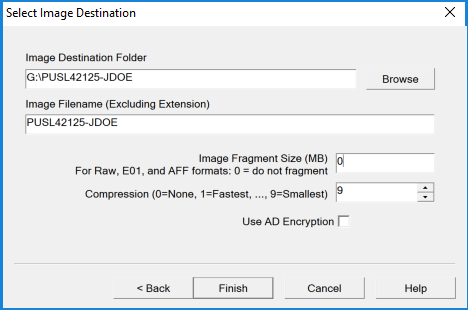 Select Image Destination
Image Destination Folder
G:\PUSL42125-JDOE
Browse
Image Filename (Excluding Extension)
PUSL42125-JDOE
Image Fragment Size (MB)
0
For Raw, E01, and AFF formats: 0 = do not fragment
Compression (0=None, 1=Fastest, ..., 9=Smallest)
9
Use AD Encryption
< Back
Finish
Cancel
Help